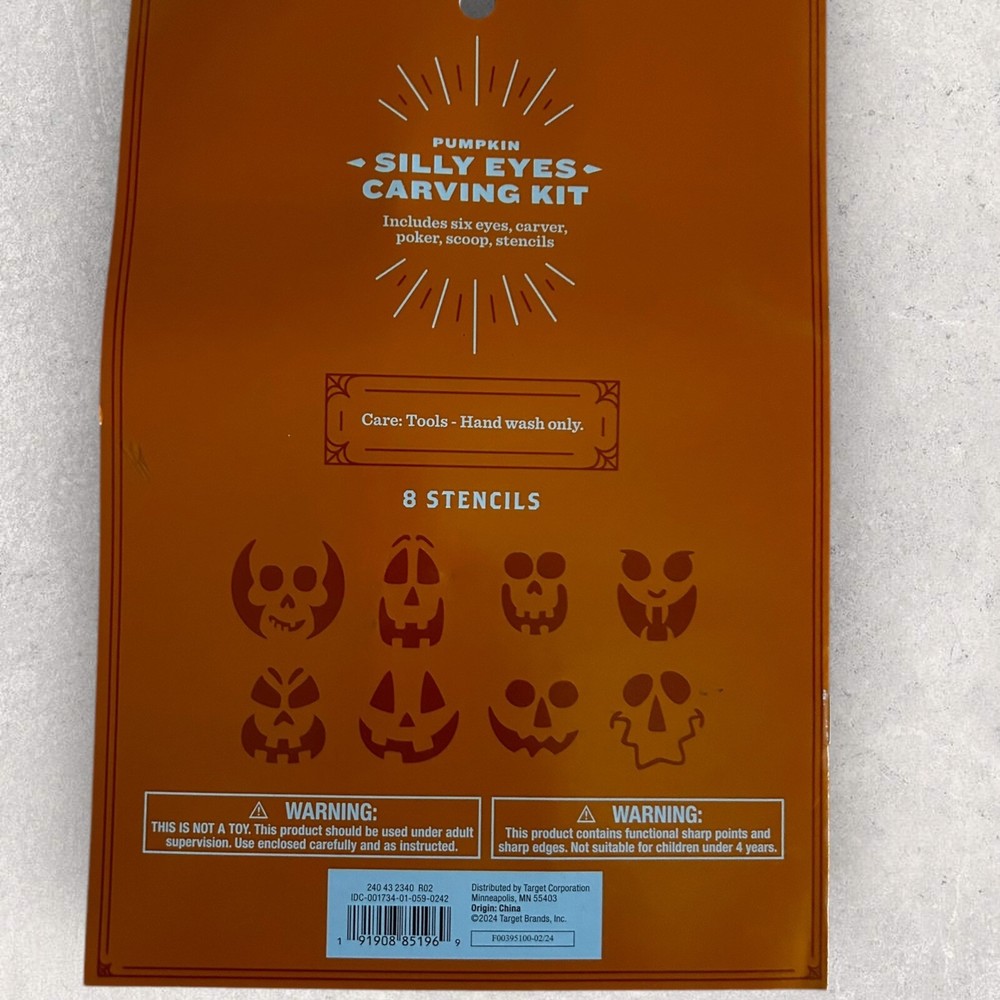 PUMPKIN
SILLY EYES
CARVING KIT
Includes six eyes, carver,
poker, scoop, stencils
Care: Tools - Hand wash only.
8 STENCILS
WARNING:
THIS IS NOT A TOY. This product should be used under adult
supervision. Use enclosed carefully and as instructed.
WARNING:
This product contains functional sharp points and
sharp edges. Not suitable for children under 4 years.
240 43 2340 R02
IDC-001734-01-059-0242
1 91908 85196 9
Distributed by Target Corporation
Minneapolis, MN 55403
Origin: China
©2024 Target Brands, Inc.
F00395100-02/24